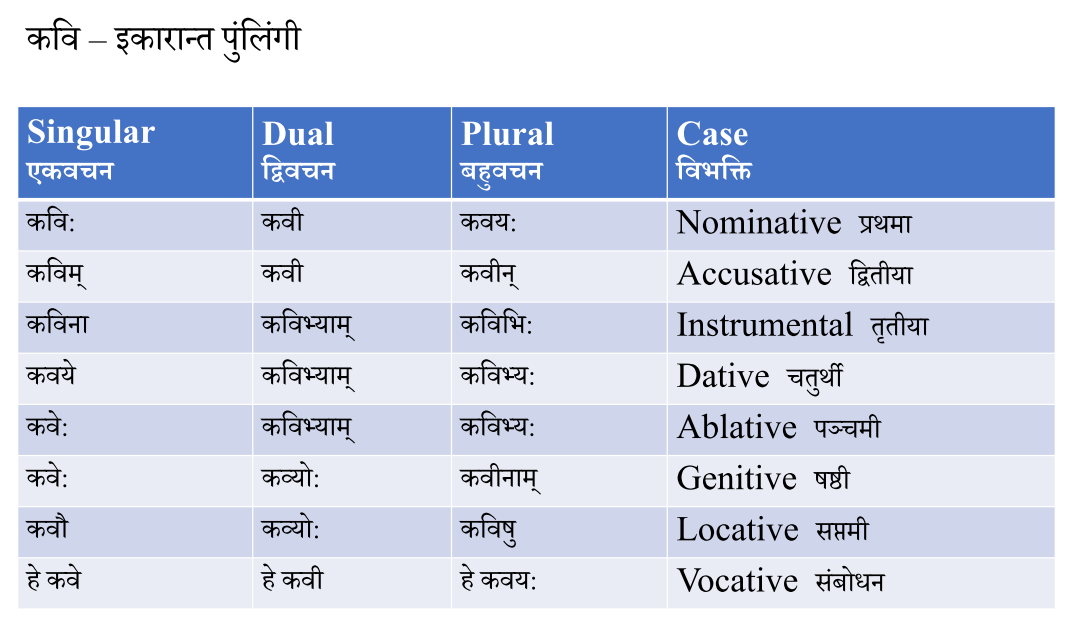 कवि – इकारान्त पुंलिंगी
Singular Dual Plural Case
एकवचन द्विवचन बहुवचन विभक्ति
कवि: कवी कवय: Nominative प्रथमा
कविम् कवी कवीन् Accusative द्वितीया
कविना कविभ्याम् कविभि: Instrumental तृतीया
कवये कविभ्याम् कविभ्य: Dative चतुर्थी
कवे: कविभ्याम् कविभ्य: Ablative पञ्चमी
कवे: कव्यो: कवीनाम् Genitive षष्ठी
कवौ कव्यो: कविषु Locative सप्तमी
हे कवे हे कवी हे कवय: Vocative संबोधन